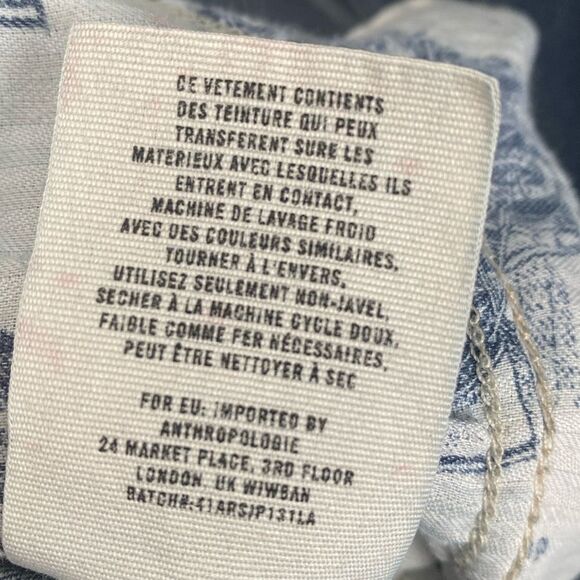 CE VETEMENT CONTIENTS
DES TEINTURE QUI PEUX
TRANSFERENT SURE LES
MATERIEUX AVEC LESQUELLES ILS
ENTRENT EN CONTACT,
MACHINE DE LAVAGE FROID
AVEC DES COULEURS SIMILAIRES,
TOURNER À L'ENVERS,
UTILISEZ SEULEMENT NON-JAVEL,
SECHER À LA MACHINE CYCLE DOUX,
FAIBLE COMME FER NÉCESSAIRES,
PEUT ÊTRE NETTOYER À SEC
FOR EU: IMPORTED BY
ANTHROPOLOGIE
24 MARKET PLACE, 3RD FLOOR
LONDON, UK W1W8AN
BATCH#:41ARS/P131LA